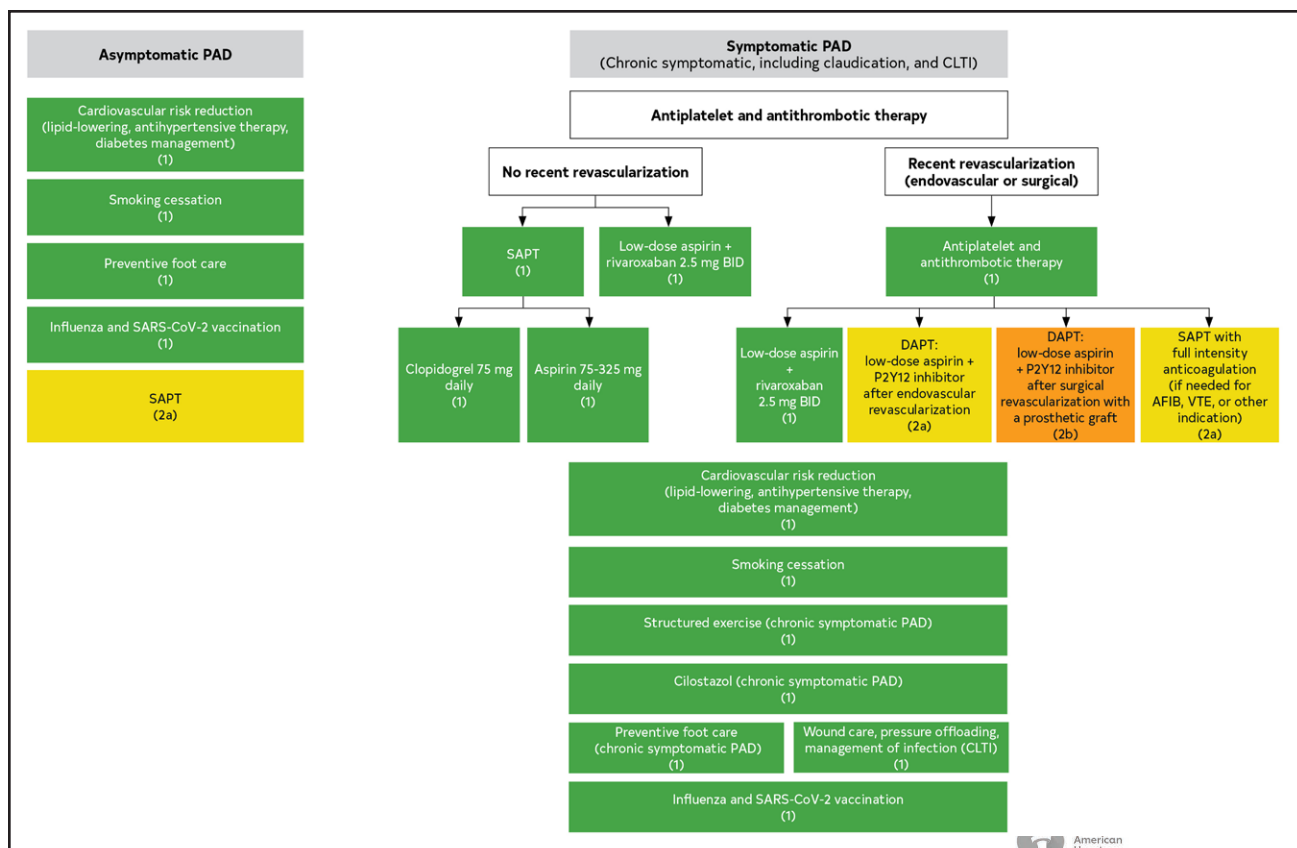 Asymptomatic PAD
Cardiovascular risk reduction
(lipid-lowering, antihypertensive therapy,
diabetes management)
(1)
Smoking cessation
(1)
Preventive foot care
(1)
Influenza and SARS-CoV-2 vaccination
(1)
SAPT
(2a)
Symptomatic PAD
(Chronic symptomatic, including claudication, and CLTI)
Antiplatelet and antithrombotic therapy
No recent revascularization
Recent revascularization
(endovascular or surgical)
SAPT
(1)
Low-dose aspirin +
rivaroxaban 2.5 mg BID
(1)
Antiplatelet and
antithrombotic therapy
(1)
Clopidogrel 75 mg
daily
(1)
Aspirin 75-325 mg
daily
(1)
Low-dose aspirin
+
rivaroxaban
2.5 mg BID
(1)
DAPT:
low-dose aspirin +
P2Y12 inhibitor
after endovascular
revascularization
(2a)
DAPT:
low-dose aspirin
+ P2Y12 inhibitor
after surgical
revascularization with
a prosthetic graft
(2b)
SAPT with
full intensity
anticoagulation
(if needed for
AFIB, VTE, or other
indication)
(2a)
Cardiovascular risk reduction
(lipid-lowering, antihypertensive therapy,
diabetes management)
(1)
Smoking cessation
(1)
Structured exercise (chronic symptomatic PAD)
(1)
Cilostazol (chronic symptomatic PAD)
(1)
Preventive foot care
(chronic symptomatic PAD)
(1)
Wound care, pressure offloading,
management of infection (CLTI)
(1)
Influenza and SARS-CoV-2 vaccination
(1)
American